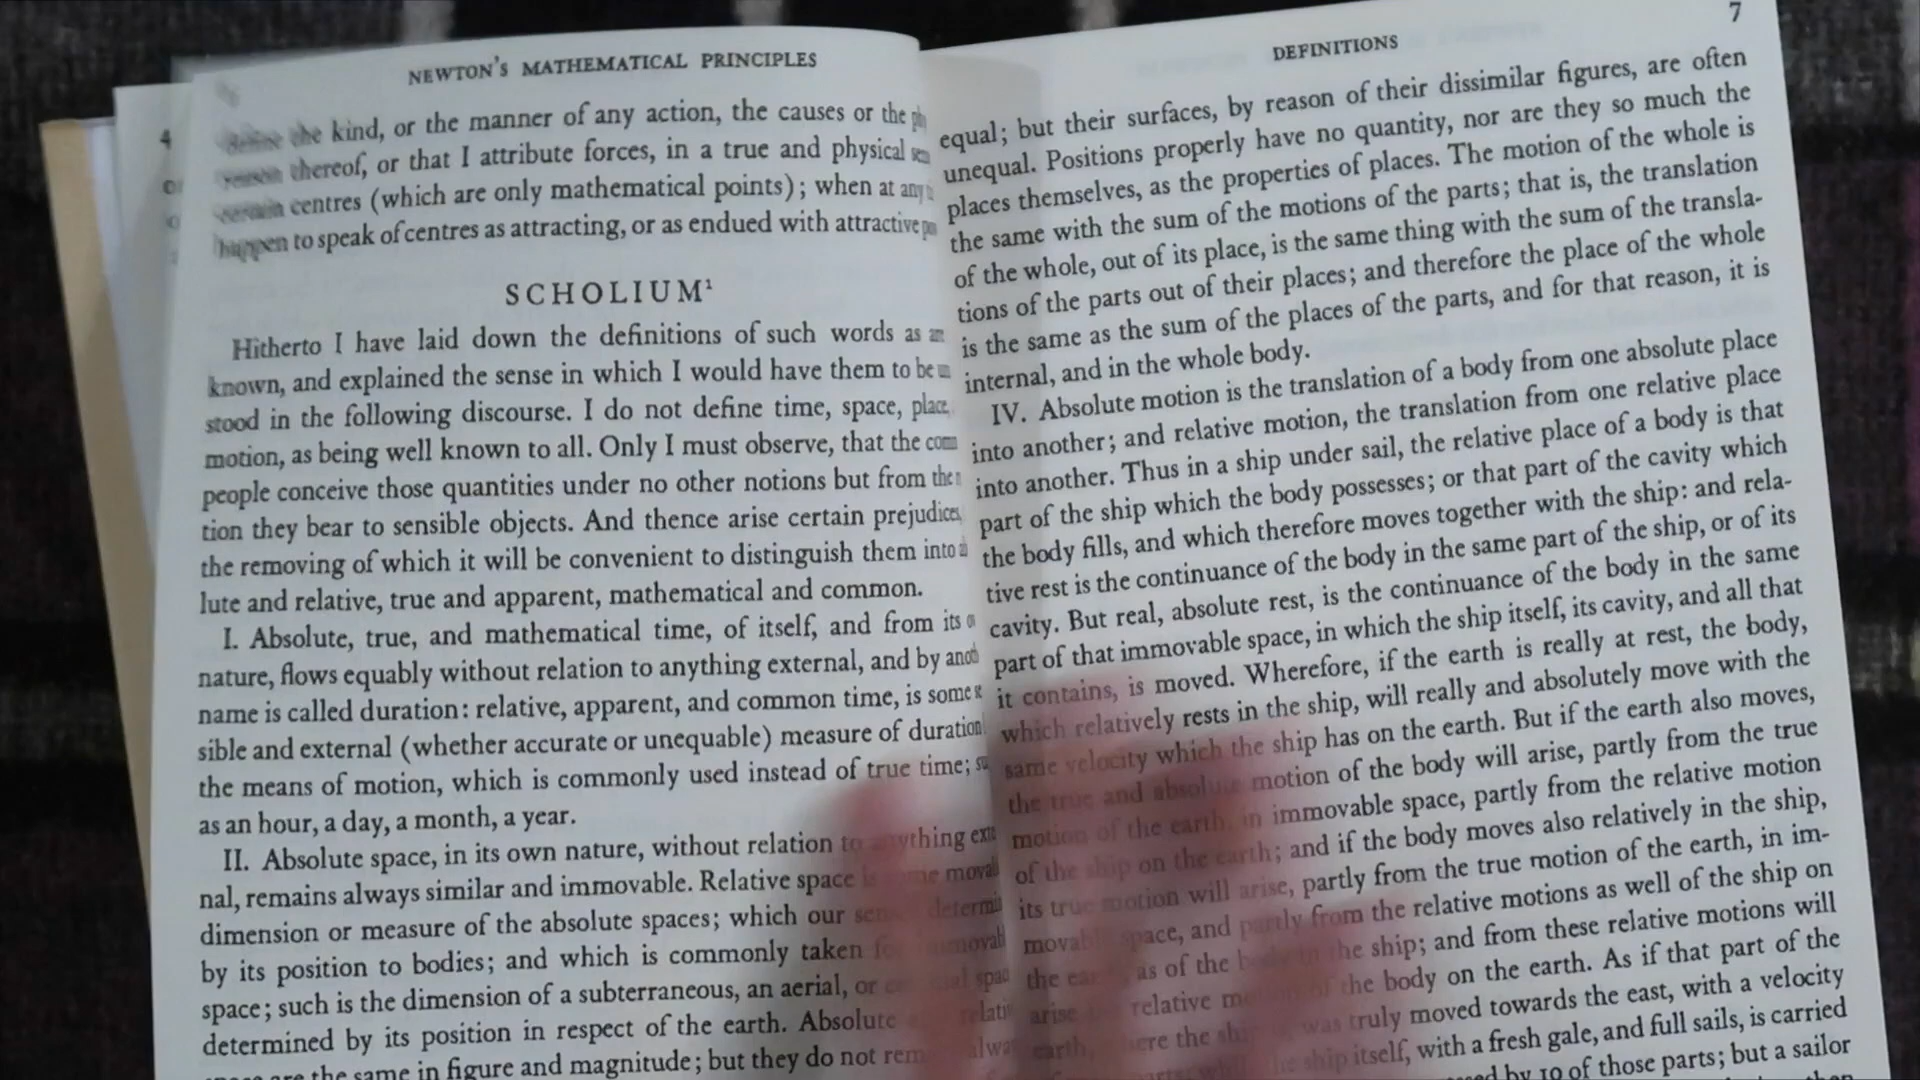 4
NEWTON'S MATHEMATICAL PRINCIPLES
define the kind, or the manner of any action, the causes or the
reason thereof, or that I attribute forces, in a true and physical
certain centres (which are only mathematical points); when at any
happen to speak of centres as attracting, or as endued with attractive
SCHOLIUM¹
Hitherto I have laid down the definitions of such words as
known, and explained the sense in which I would have them to be
stood in the following discourse. I do not define time, space, place,
motion, as being well known to all. Only I must observe, that the com
people conceive those quantities under no other notions but from the
tion they bear to sensible objects. And thence arise certain prejudices,
the removing of which it will be convenient to distinguish them into
lute and relative, true and apparent, mathematical and common.
I. Absolute, true, and mathematical time, of itself, and from its
nature, flows equably without relation to anything external, and by
name is called duration: relative, apparent, and common time, is some
sible and external (whether accurate or unequable) measure of duration
the means of motion, which is commonly used instead of true time;
as an hour, a day, a month, a year.
II. Absolute space, in its own nature, without relation to anything
nal, remains always similar and immovable. Relative space
dimension or measure of the absolute spaces; which our
by its position to bodies; and which is commonly taken
space; such is the dimension of a subterraneous, an aerial, or
determined by its position in respect of the earth. Absolute
are the same in figure and magnitude; but they do not
7
DEFINITIONS
equal; but their surfaces, by reason of their dissimilar figures, are often
unequal. Positions properly have no quantity, nor are they so much the
places themselves, as the properties of places. The motion of the whole is
the same with the sum of the motions of the parts; that is, the translation
of the whole, out of its place, is the same thing with the sum of the transla-
tions of the parts out of their places; and therefore the place of the whole
is the same as the sum of the places of the parts, and for that reason, it is
internal, and in the whole body.
IV. Absolute motion is the translation of a body from one absolute place
into another; and relative motion, the translation from one relative place
into another. Thus in a ship under sail, the relative place of a body is that
part of the ship which the body possesses; or that part of the cavity which
the body fills, and which therefore moves together with the ship: and rela-
tive rest is the continuance of the body in the same part of the ship, or of its
cavity. But real, absolute rest, is the continuance of the body in the same
part of that immovable space, in which the ship itself, its cavity, and all that
it contains, is moved. Wherefore, if the earth is really at rest, the body,
which relatively rests in the ship, will really and absolutely move with the
same velocity which the ship has on the earth. But if the earth also moves,
the true and absolute motion of the body will arise, partly from the true
motion of the earth, in immovable space, partly from the relative motion
of the ship on the earth; and if the body moves also relatively in the ship,
its true motion will arise, partly from the true motion of the earth, in im-
movable space, and partly from the relative motions as well of the ship on
the earth, as of the body in the ship; and from these relative motions will
arise relative of the body on the earth. As if that part of the
earth, the was truly moved towards the east, with a velocity
the ship itself, with a fresh gale, and full sails, is carried
by 10 of those parts; but a sailor